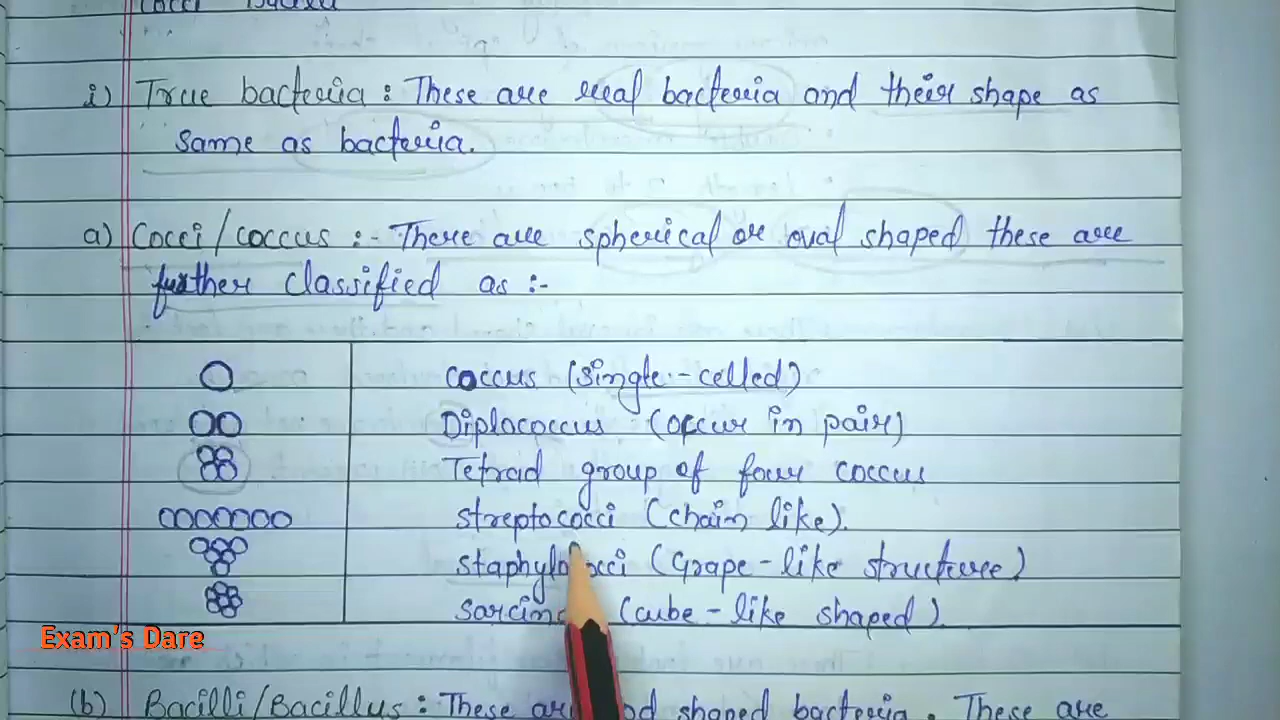 Cocci Bacilli
i) True bacteria : These are real bacteria and their shape as
same as bacteria.
a) Cocci/coccus :- There are spherical or oval shaped these are
further classified as :-
coccus (single-celled)
Diplococcus (occur in pair)
Tetrad group of four coccus
Streptococci (chain like).
Staphylococci (Grape-like structure)
Sarcina (cube-like shaped).
Exam's Dare
(b) Bacilli/Bacillus : These are rod shaped bacteria. These are